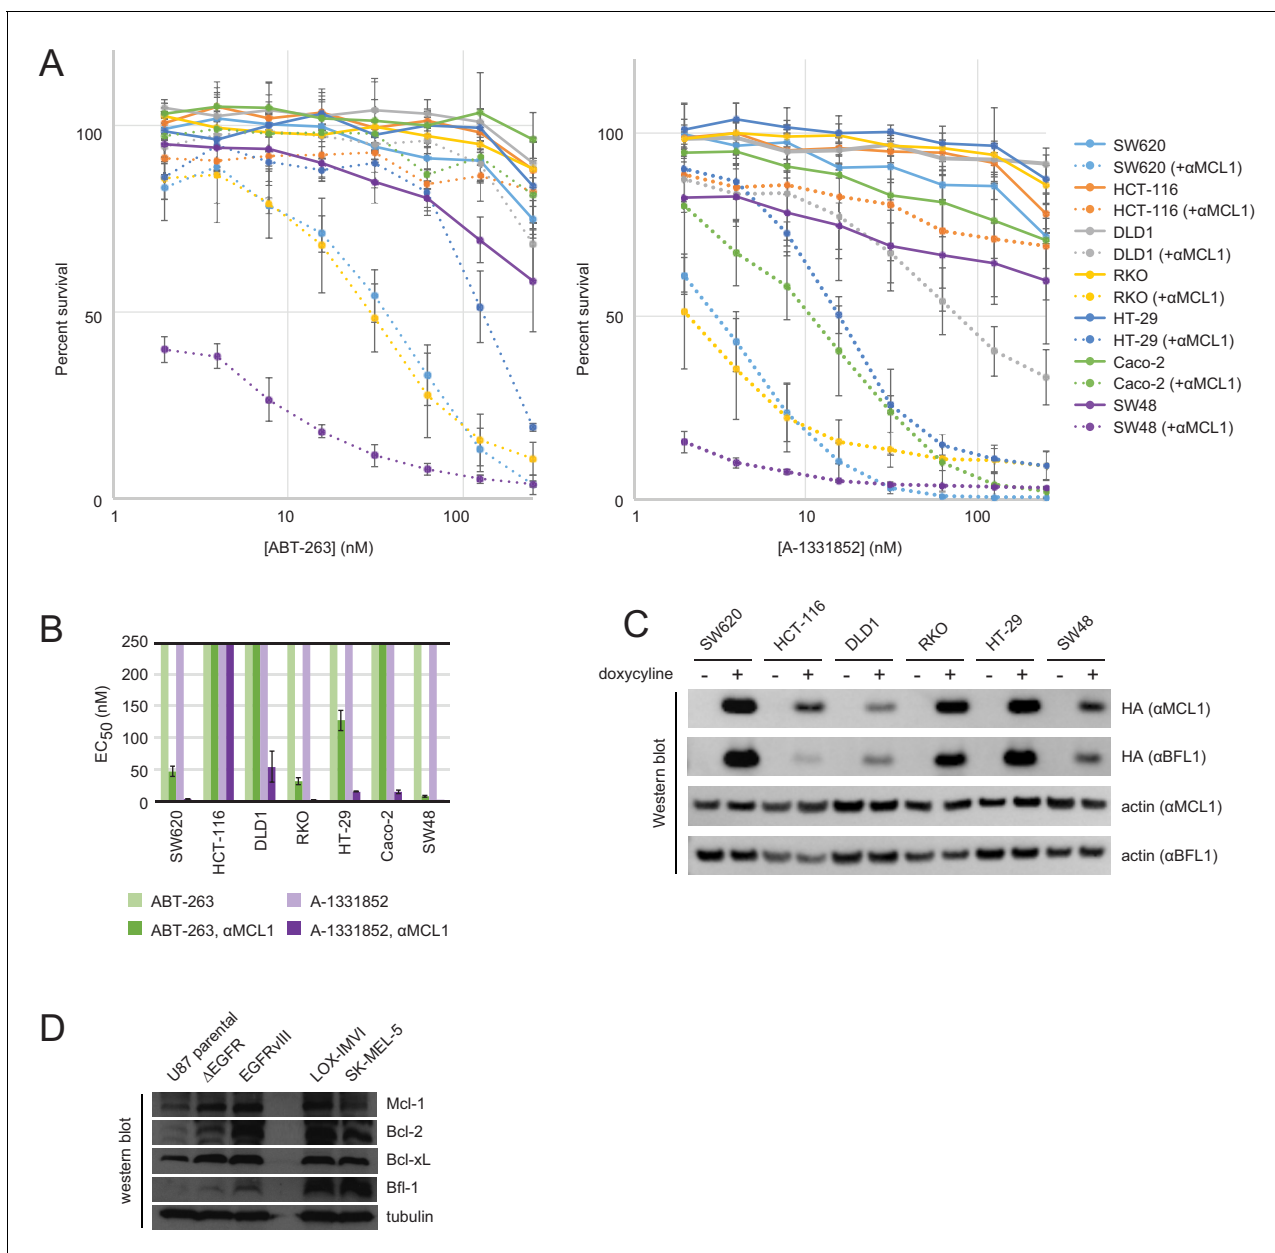 A
Percent survival
100
50
0
1
10
100
[ABT-263] (nM)
Percent survival
100
50
0
1
10
100
[A-1331852] (nM)
SW620
SW620 (+αMCL1)
HCT-116
HCT-116 (+αMCL1)
DLD1
DLD1 (+αMCL1)
RKO
RKO (+αMCL1)
HT-29
HT-29 (+αMCL1)
Caco-2
Caco-2 (+αMCL1)
SW48
SW48 (+αMCL1)
B
EC50 (nM)
250
200
150
100
50
0
SW620
HCT-116
DLD1
RKO
HT-29
Caco-2
SW48
ABT-263
A-1331852
ABT-263, αMCL1
A-1331852, αMCL1
C
SW620
HCT-116
DLD1
RKO
HT-29
SW48
doxycyline - + - + - + - + - + - +
Western blot
HA (αMCL1)
HA (αBFL1)
actin (αMCL1)
actin (αBFL1)
D
U87 parental
ΔEGFR
EGFRvIII
LOX-IMVI
SK-MEL-5
western blot
Mcl-1
Bcl-2
Bcl-xL
Bfl-1
tubulin